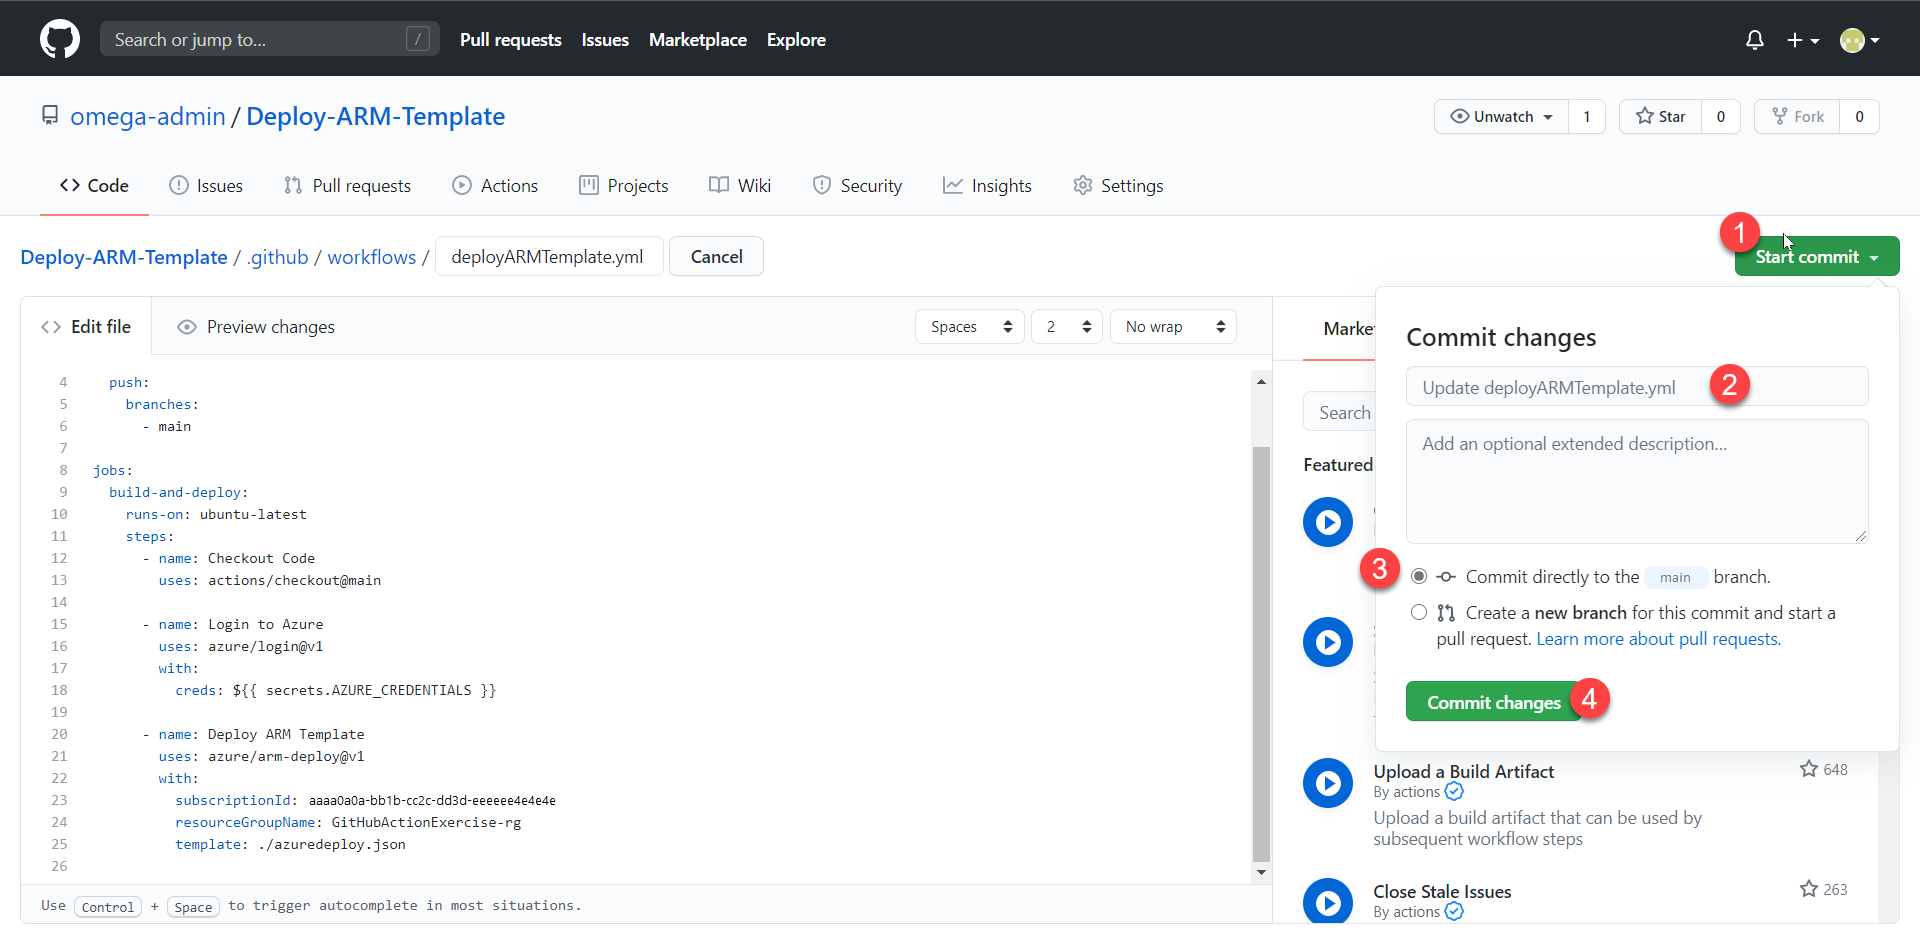 Search or jump to... /
Pull requests Issues Marketplace Explore
omega-admin / Deploy-ARM-Template
Unwatch 1 Star 0 Fork 0
Code Issues Pull requests Actions Projects Wiki Security Insights Settings
Deploy-ARM-Template / .github / workflows / deployARMTemplate.yml Cancel
1 Start commit
Edit file Preview changes Spaces 2 No wrap
4 push:
5 branches:
6 - main
7
8 jobs:
9 build-and-deploy:
10 runs-on: ubuntu-latest
11 steps:
12 - name: Checkout Code
13 uses: actions/checkout@main
14
15 - name: Login to Azure
16 uses: azure/login@v1
17 with:
18 creds: ${{ secrets.AZURE_CREDENTIALS }}
19
20 - name: Deploy ARM Template
21 uses: azure/arm-deploy@v1
22 with:
23 subscriptionId: aaaa0a0a-bb1b-cc2c-dd3d-eeeeee4e4e4e
24 resourceGroupName: GitHubActionExercise-rg
25 template: ./azuredeploy.json
26
Use Control + Space to trigger autocomplete in most situations.
Marke
Search
Featured
Commit changes
Update deployARMTemplate.yml 2
Add an optional extended description...
3 Commit directly to the main branch.
Create a new branch for this commit and start a
pull request. Learn more about pull requests.
Commit changes 4
Upload a Build Artifact 648
By actions
Upload a build artifact that can be used by
subsequent workflow steps
Close Stale Issues 263
By actions